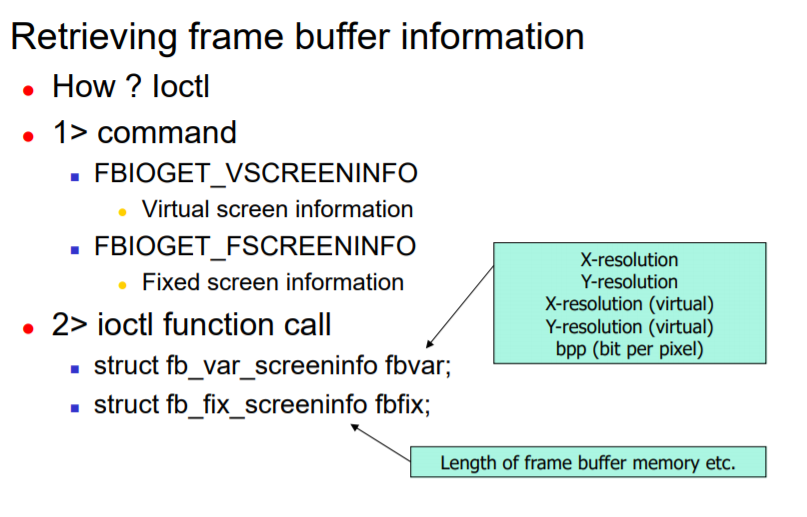 Retrieving frame buffer information
How ? Ioctl
1> command
FBIOGET_VSCREENINFO
Virtual screen information
FBIOGET_FSCREENINFO
Fixed screen information
2> ioctl function call
struct fb_var_screeninfo fbvar;
struct fb_fix_screeninfo fbfix;
X-resolution
Y-resolution
X-resolution (virtual)
Y-resolution (virtual)
bpp (bit per pixel)
Length of frame buffer memory etc.